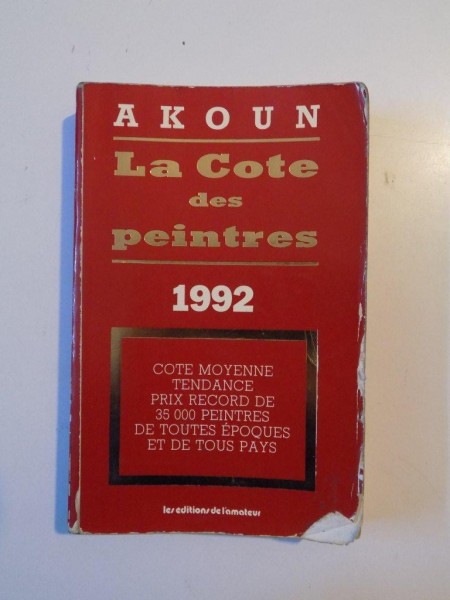 AKOUN
La Cote
des
peintres
1992
COTE MOYENNE
TENDANCE
PRIX RECORD DE
35 000 PEINTRES
DE TOUTES ÉPOQUES
ET DE TOUS PAYS
les editions de l'amateur